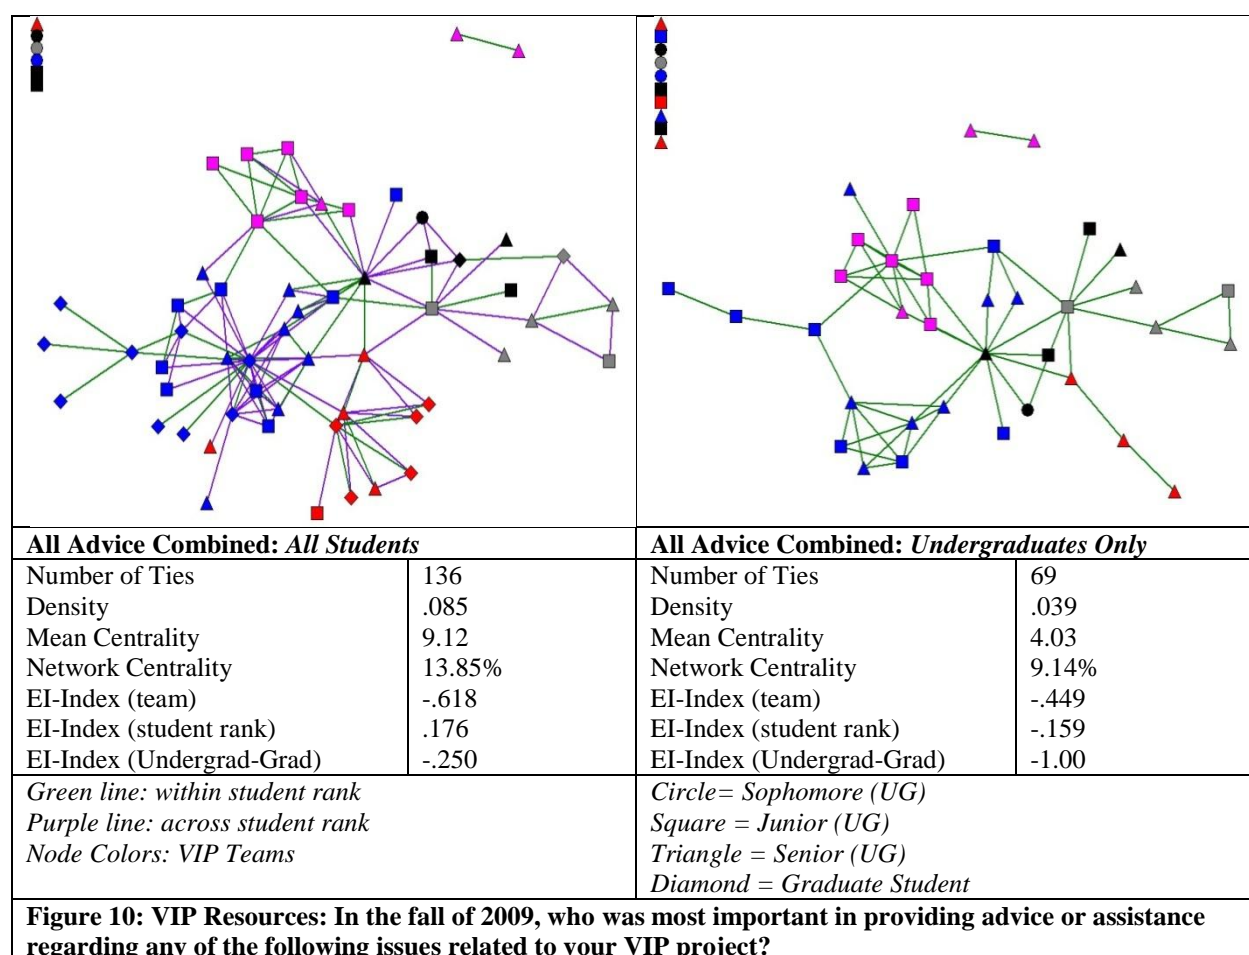 All Advice Combined: All Students
All Advice Combined: Undergraduates Only
Number of Ties 136
Density .085
Mean Centrality 9.12
Network Centrality 13.85%
EI-Index (team) -.618
EI-Index (student rank) .176
EI-Index (Undergrad-Grad) -.250
Number of Ties 69
Density .039
Mean Centrality 4.03
Network Centrality 9.14%
EI-Index (team) -.449
EI-Index (student rank) -.159
EI-Index (Undergrad-Grad) -1.00
Green line: within student rank
Purple line: across student rank
Node Colors: VIP Teams
Circle= Sophomore (UG)
Square = Junior (UG)
Triangle = Senior (UG)
Diamond = Graduate Student
Figure 10: VIP Resources: In the fall of 2009, who was most important in providing advice or assistance
regarding any of the following issues related to your VIP project?